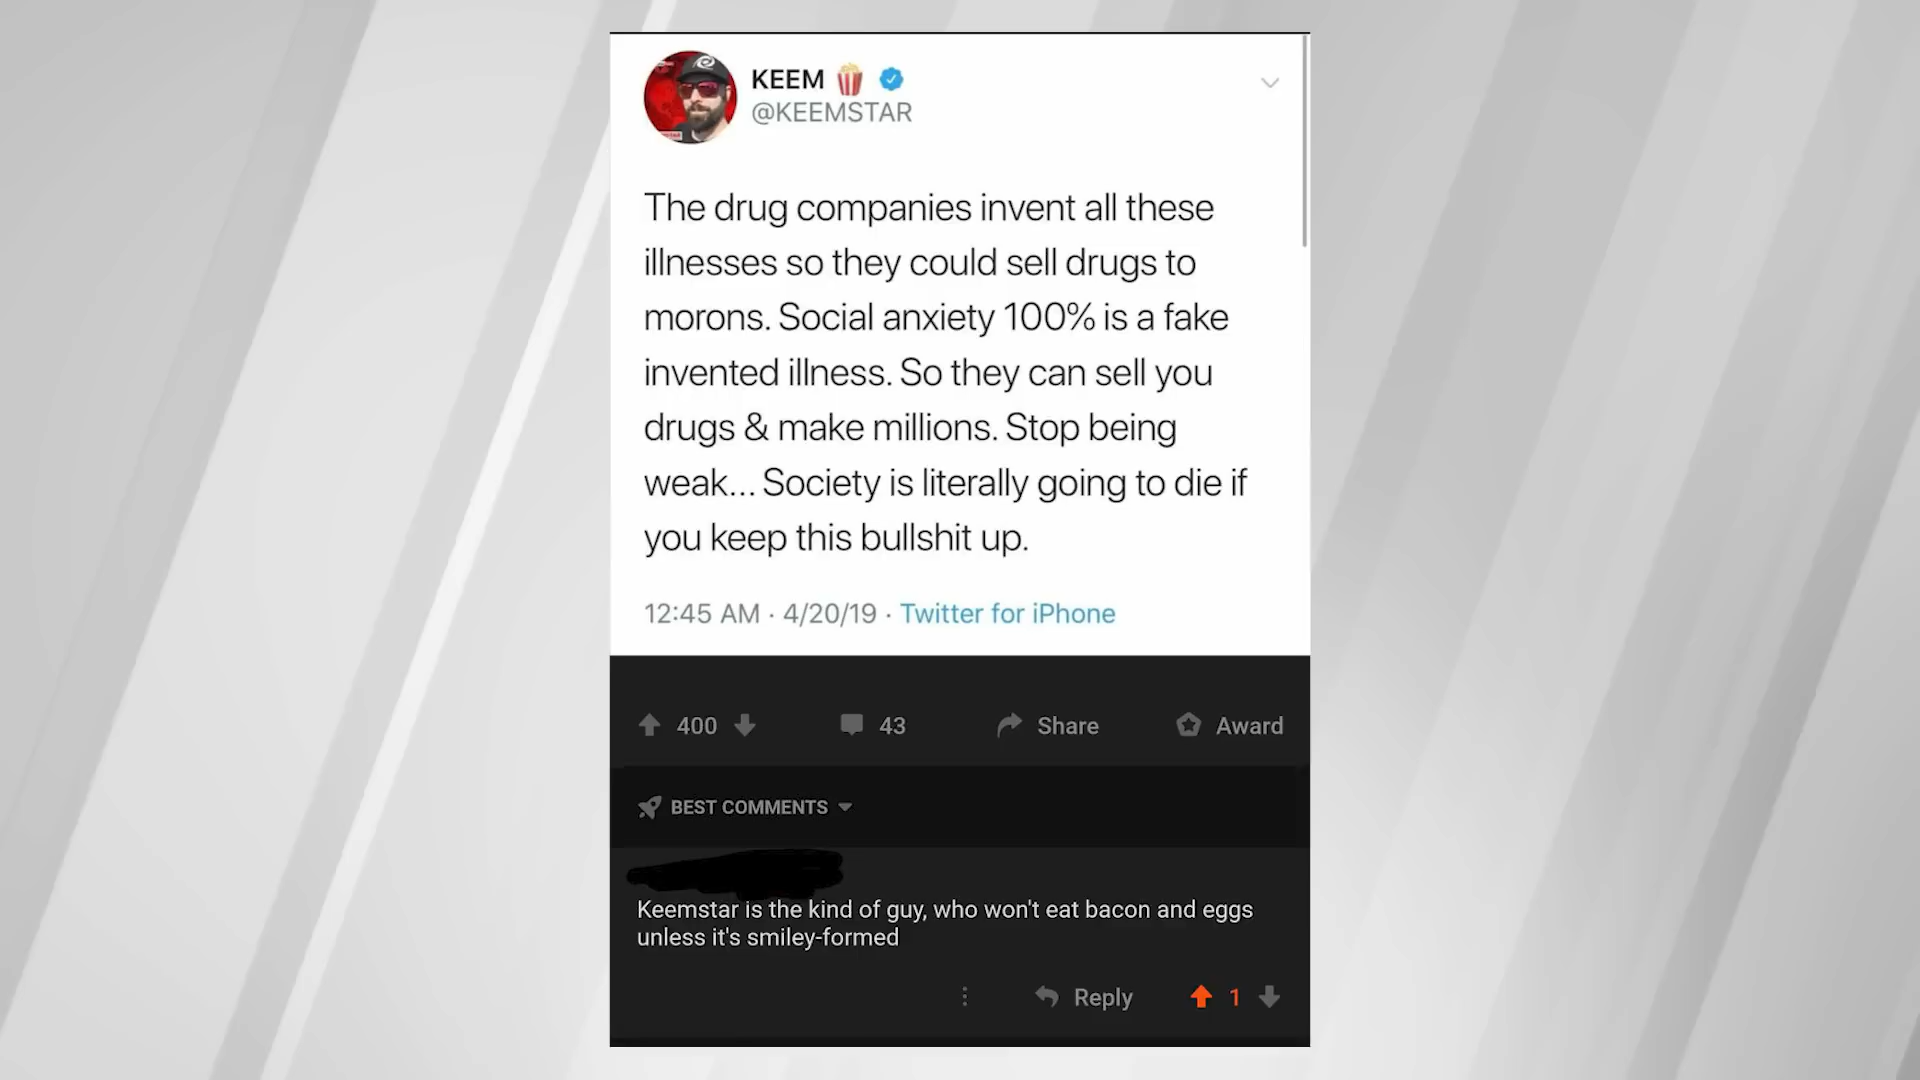 KEEM
@KEEMSTAR
The drug companies invent all these
illnesses so they could sell drugs to
morons. Social anxiety 100% is a fake
invented illness. So they can sell you
drugs & make millions. Stop being
weak... Society is literally going to die if
you keep this bullshit up.
12:45 AM · 4/20/19 · Twitter for iPhone
400 43 Share Award
BEST COMMENTS
Keemstar is the kind of guy, who won't eat bacon and eggs
unless it's smiley-formed
Reply 1